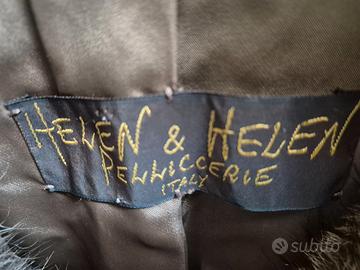 HELEN & HELEN
PELLICCERIE
ITALY
subito